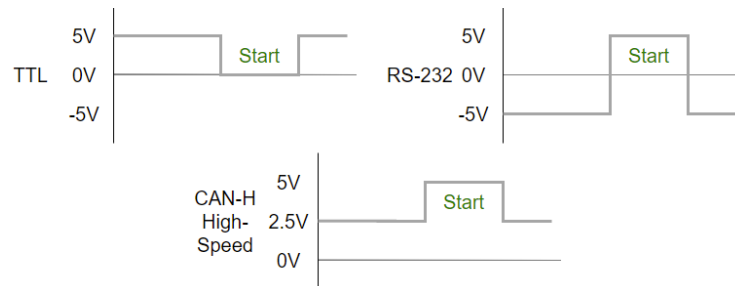 5V
Start
TTL 0V
-5V
5V
Start
RS-232 0V
-5V
5V
CAN-H
Start
High-
2.5V
Speed
0V